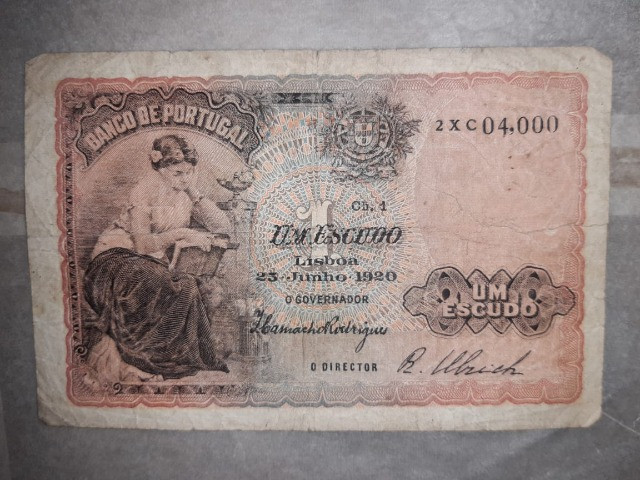 BANCO DE PORTUGAL
2 X C 04,000
Ch. 1
1
UM ESCUDO
Lisboa
25 Junho 1920
O GOVERNADOR
UM
ESCUDO
I Camacho Rodrigues
O DIRECTOR
R. Ulrich